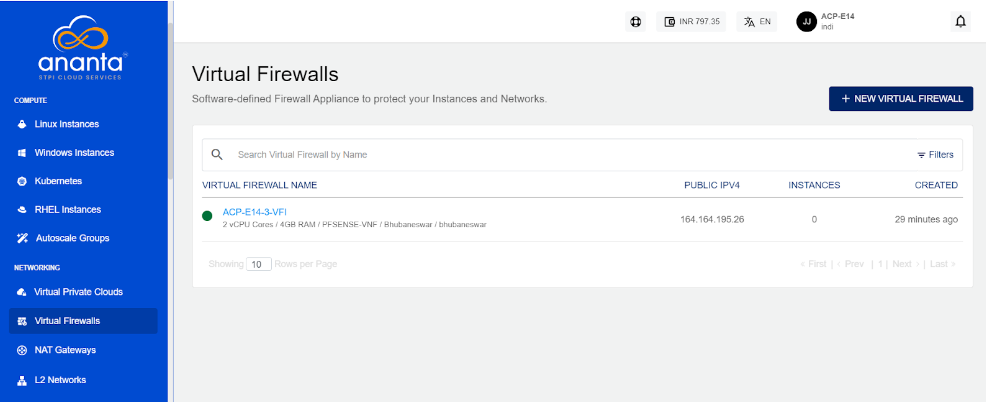 ananta
STPI CLOUD SERVICES
COMPUTE
Linux Instances
Windows Instances
Kubernetes
RHEL Instances
Autoscale Groups
NETWORKING
Virtual Private Clouds
Virtual Firewalls
NAT Gateways
L2 Networks
INR 797.35
EN
JJ
ACP-E14
indi
Virtual Firewalls
Software-defined Firewall Appliance to protect your Instances and Networks.
+ NEW VIRTUAL FIREWALL
Search Virtual Firewall by Name
Filters
VIRTUAL FIREWALL NAME PUBLIC IPV4 INSTANCES CREATED
ACP-E14-3-VFI
2 vCPU Cores / 4GB RAM / PFSENSE-VNF / Bhubaneswar / bhubaneswar
164.164.195.26 0 29 minutes ago
Showing 10 Rows per Page
‹ First | ‹ Prev | 1 | Next › | Last »